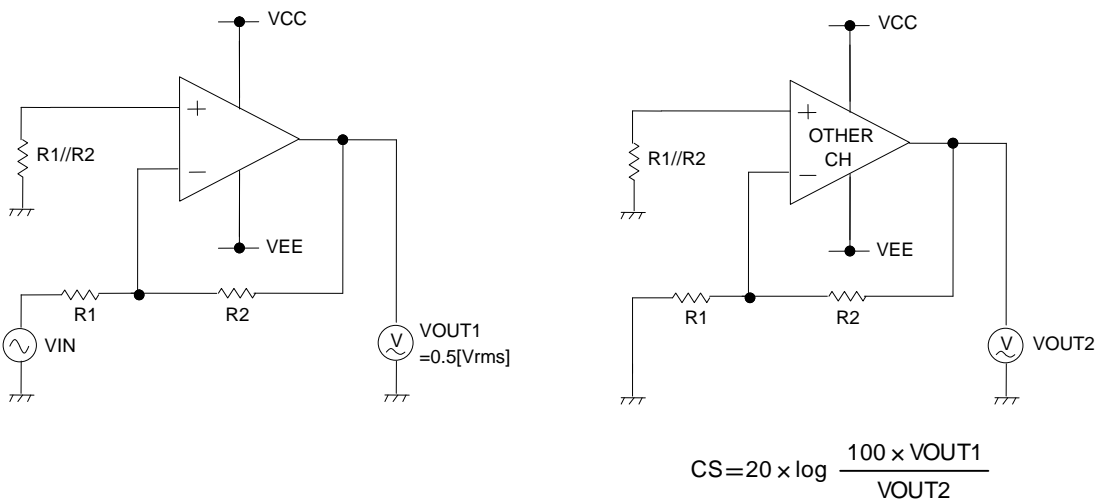 VCC
R1//R2
+
−
VEE
R1
R2
VIN
V
VOUT1
=0.5[Vrms]
VCC
R1//R2
+
−
OTHER
CH
VEE
R1
R2
V
VOUT2
CS=20 × log 100 × VOUT1
VOUT2